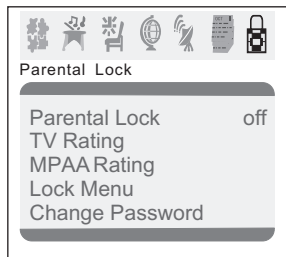 Parental Lock
Parental Lock off
TV Rating
MPAA Rating
Lock Menu
Change Password